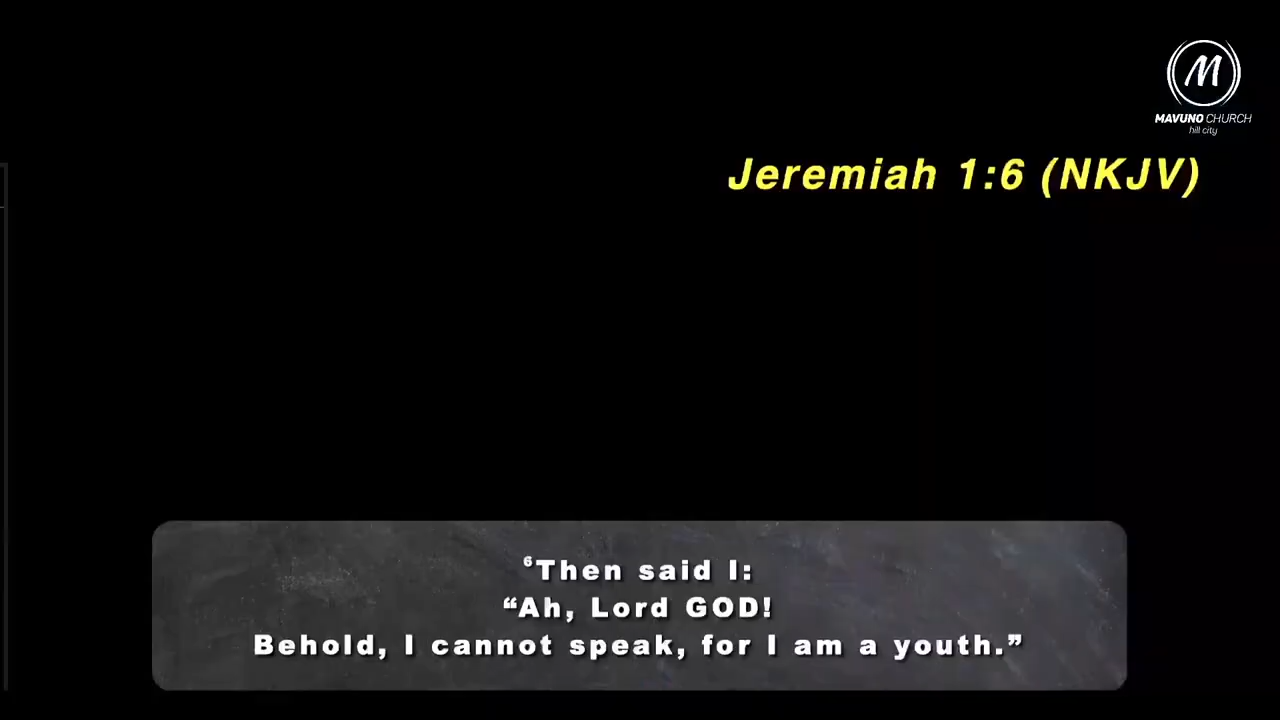 M
MAVUNO CHURCH
hill city
Jeremiah 1:6 (NKJV)
⁶Then said I:
“Ah, Lord GOD!
Behold, I cannot speak, for I am a youth.”